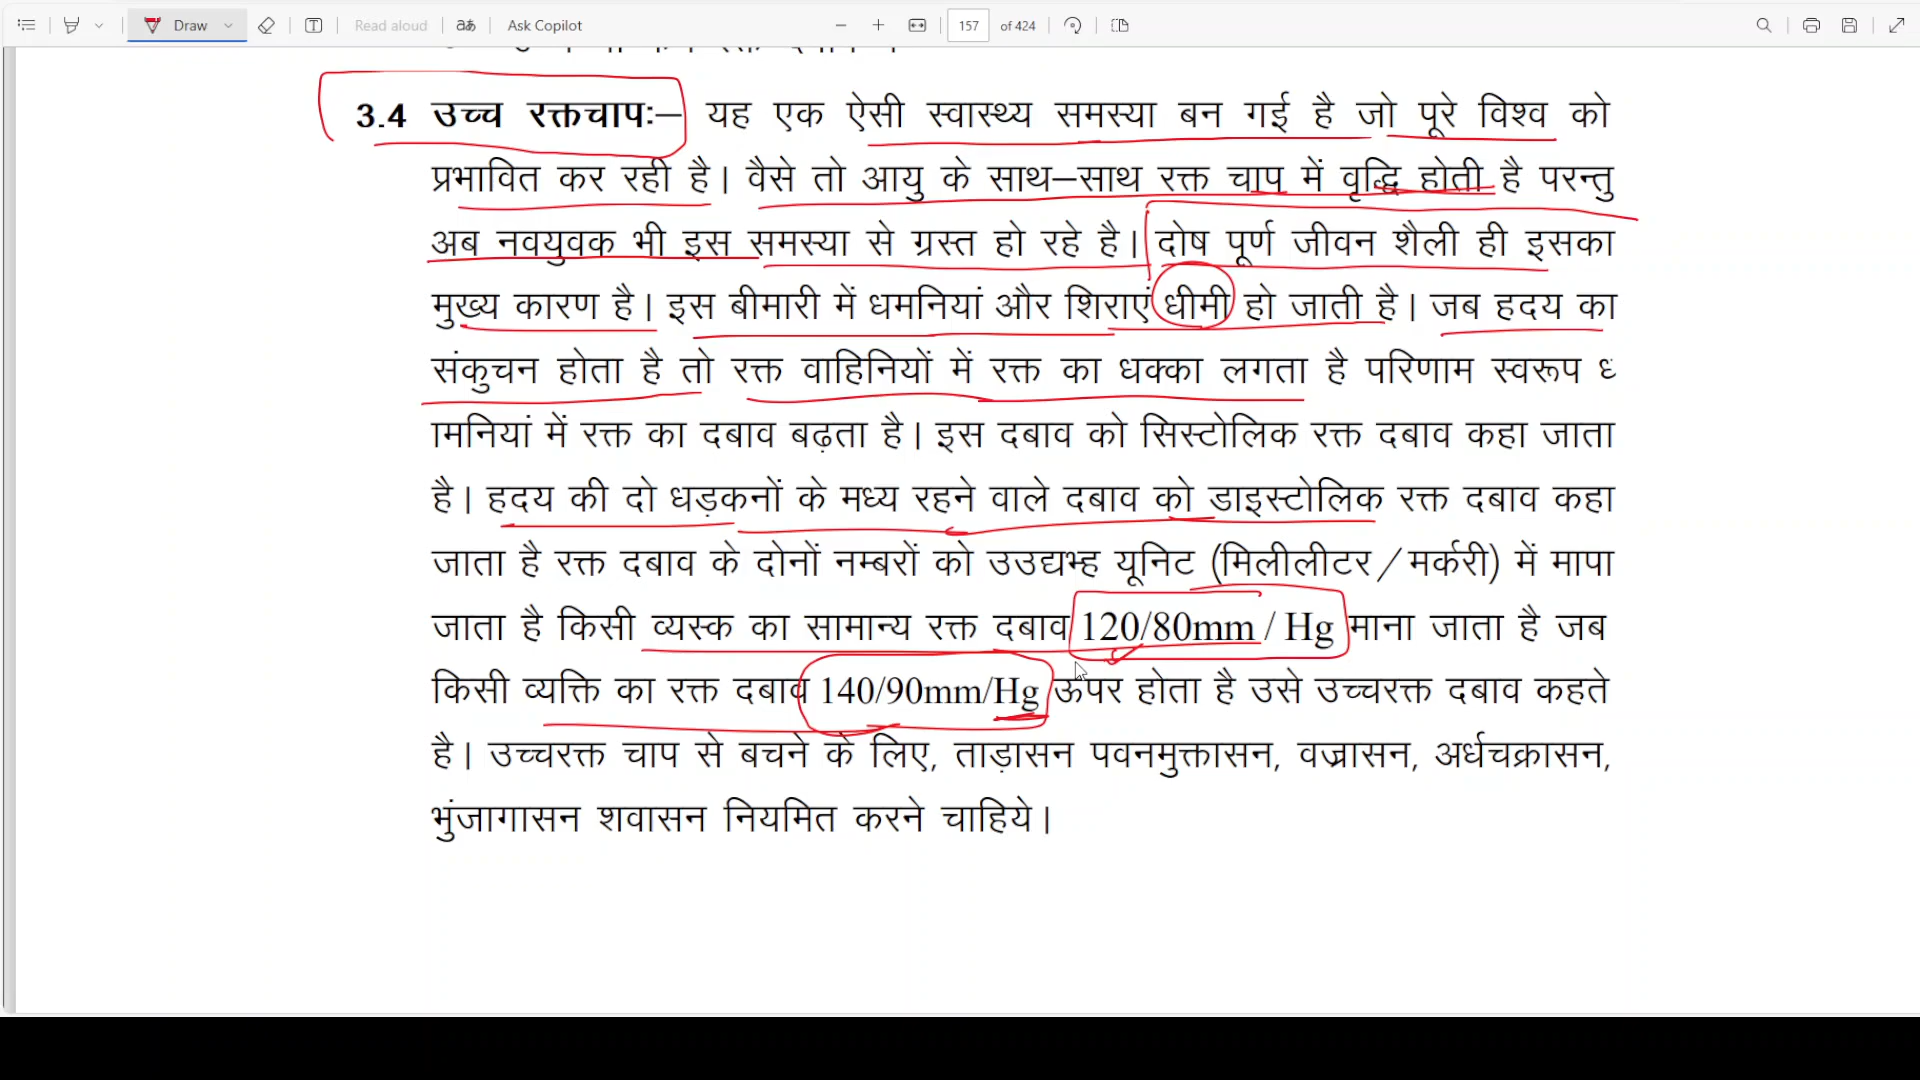 Draw
Read aloud
Ask Copilot
157 of 424
3.4 उच्च रक्तचापः– यह एक ऐसी स्वास्थ्य समस्या बन गई है जो पूरे विश्व को
प्रभावित कर रही है। वैसे तो आयु के साथ–साथ रक्त चाप में वृद्धि होती है परन्तु
अब नवयुवक भी इस समस्या से ग्रस्त हो रहे है। दोष पूर्ण जीवन शैली ही इसका
मुख्य कारण है। इस बीमारी में धमनियां और शिराएं धीमी हो जाती है। जब हदय का
संकुचन होता है तो रक्त वाहिनियों में रक्त का धक्का लगता है परिणाम स्वरूप ध
ामनियां में रक्त का दबाव बढ़ता है। इस दबाव को सिस्टोलिक रक्त दबाव कहा जाता
है। हदय की दो धड़कनों के मध्य रहने वाले दबाव को डाइस्टोलिक रक्त दबाव कहा
जाता है रक्त दबाव के दोनों नम्बरों को उउद्यभ्ह यूनिट (मिलीलीटर/मर्करी) में मापा
जाता है किसी व्यस्क का सामान्य रक्त दबाव 120/80mm / Hg माना जाता है जब
किसी व्यक्ति का रक्त दबाव 140/90mm/Hg ऊपर होता है उसे उच्चरक्त दबाव कहते
है। उच्चरक्त चाप से बचने के लिए, ताड़ासन पवनमुक्तासन, वज्रासन, अर्धचक्रासन,
भुंजागासन शवासन नियमित करने चाहिये।